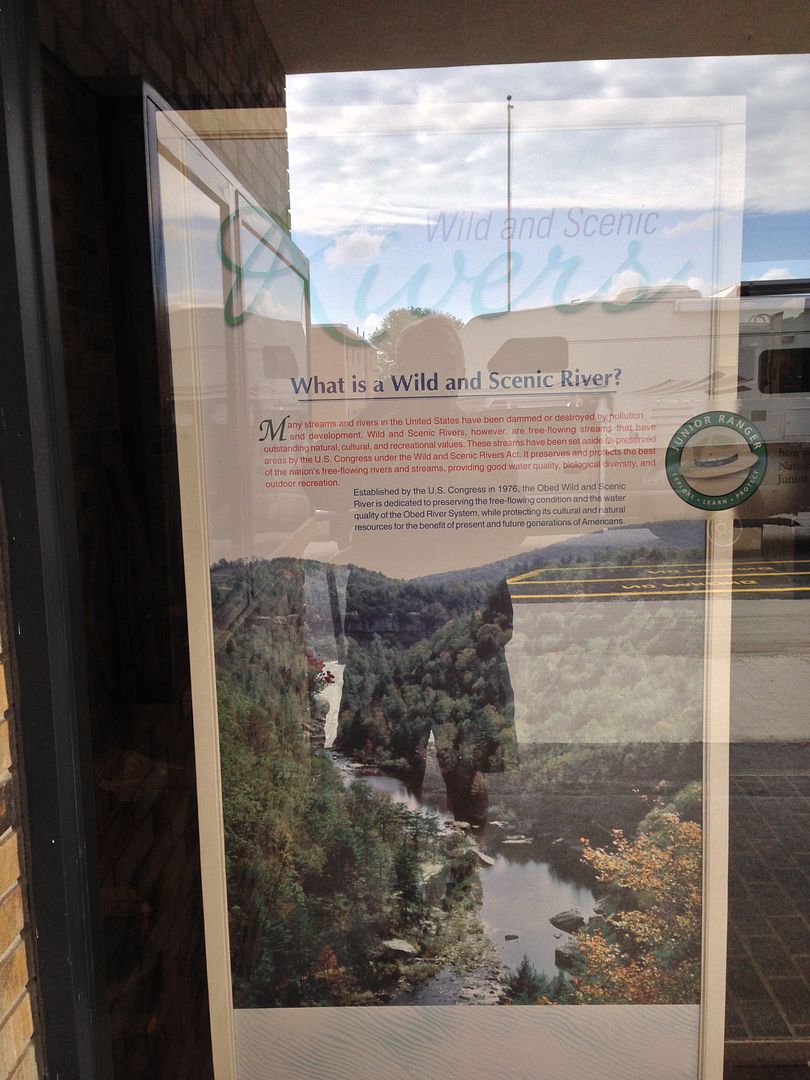 Wild and Scenic
Rivers
What is a Wild and Scenic River?
Many streams and rivers in the United States have been dammed or destroyed by pollution
and development. Wild and Scenic Rivers, however, are free-flowing streams that have
outstanding natural, cultural, and recreational values. These streams have been set aside as preserved
areas by the U.S. Congress under the Wild and Scenic Rivers Act. It preserves and protects the best
of the nation's free-flowing rivers and streams, providing good water quality, biological diversity, and
outdoor recreation.
Established by the U.S. Congress in 1976, the Obed Wild and Scenic
River is dedicated to preserving the free-flowing condition and the water
quality of the Obed River System, while protecting its cultural and natural
resources for the benefit of present and future generations of Americans.
JUNIOR RANGER
EXPLORE • LEARN • PROTECT
how
Nation
Junior